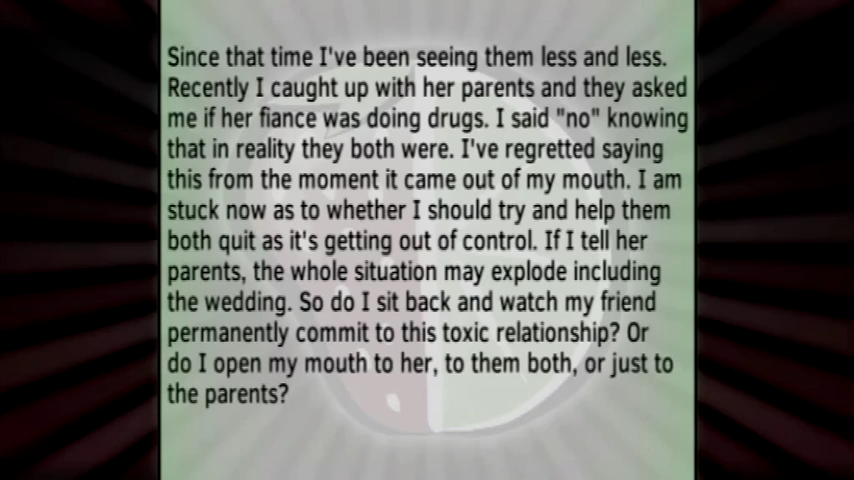 Since that time I've been seeing them less and less.
Recently I caught up with her parents and they asked
me if her fiance was doing drugs. I said "no" knowing
that in reality they both were. I've regretted saying
this from the moment it came out of my mouth. I am
stuck now as to whether I should try and help them
both quit as it's getting out of control. If I tell her
parents, the whole situation may explode including
the wedding. So do I sit back and watch my friend
permanently commit to this toxic relationship? Or
do I open my mouth to her, to them both, or just to
the parents?